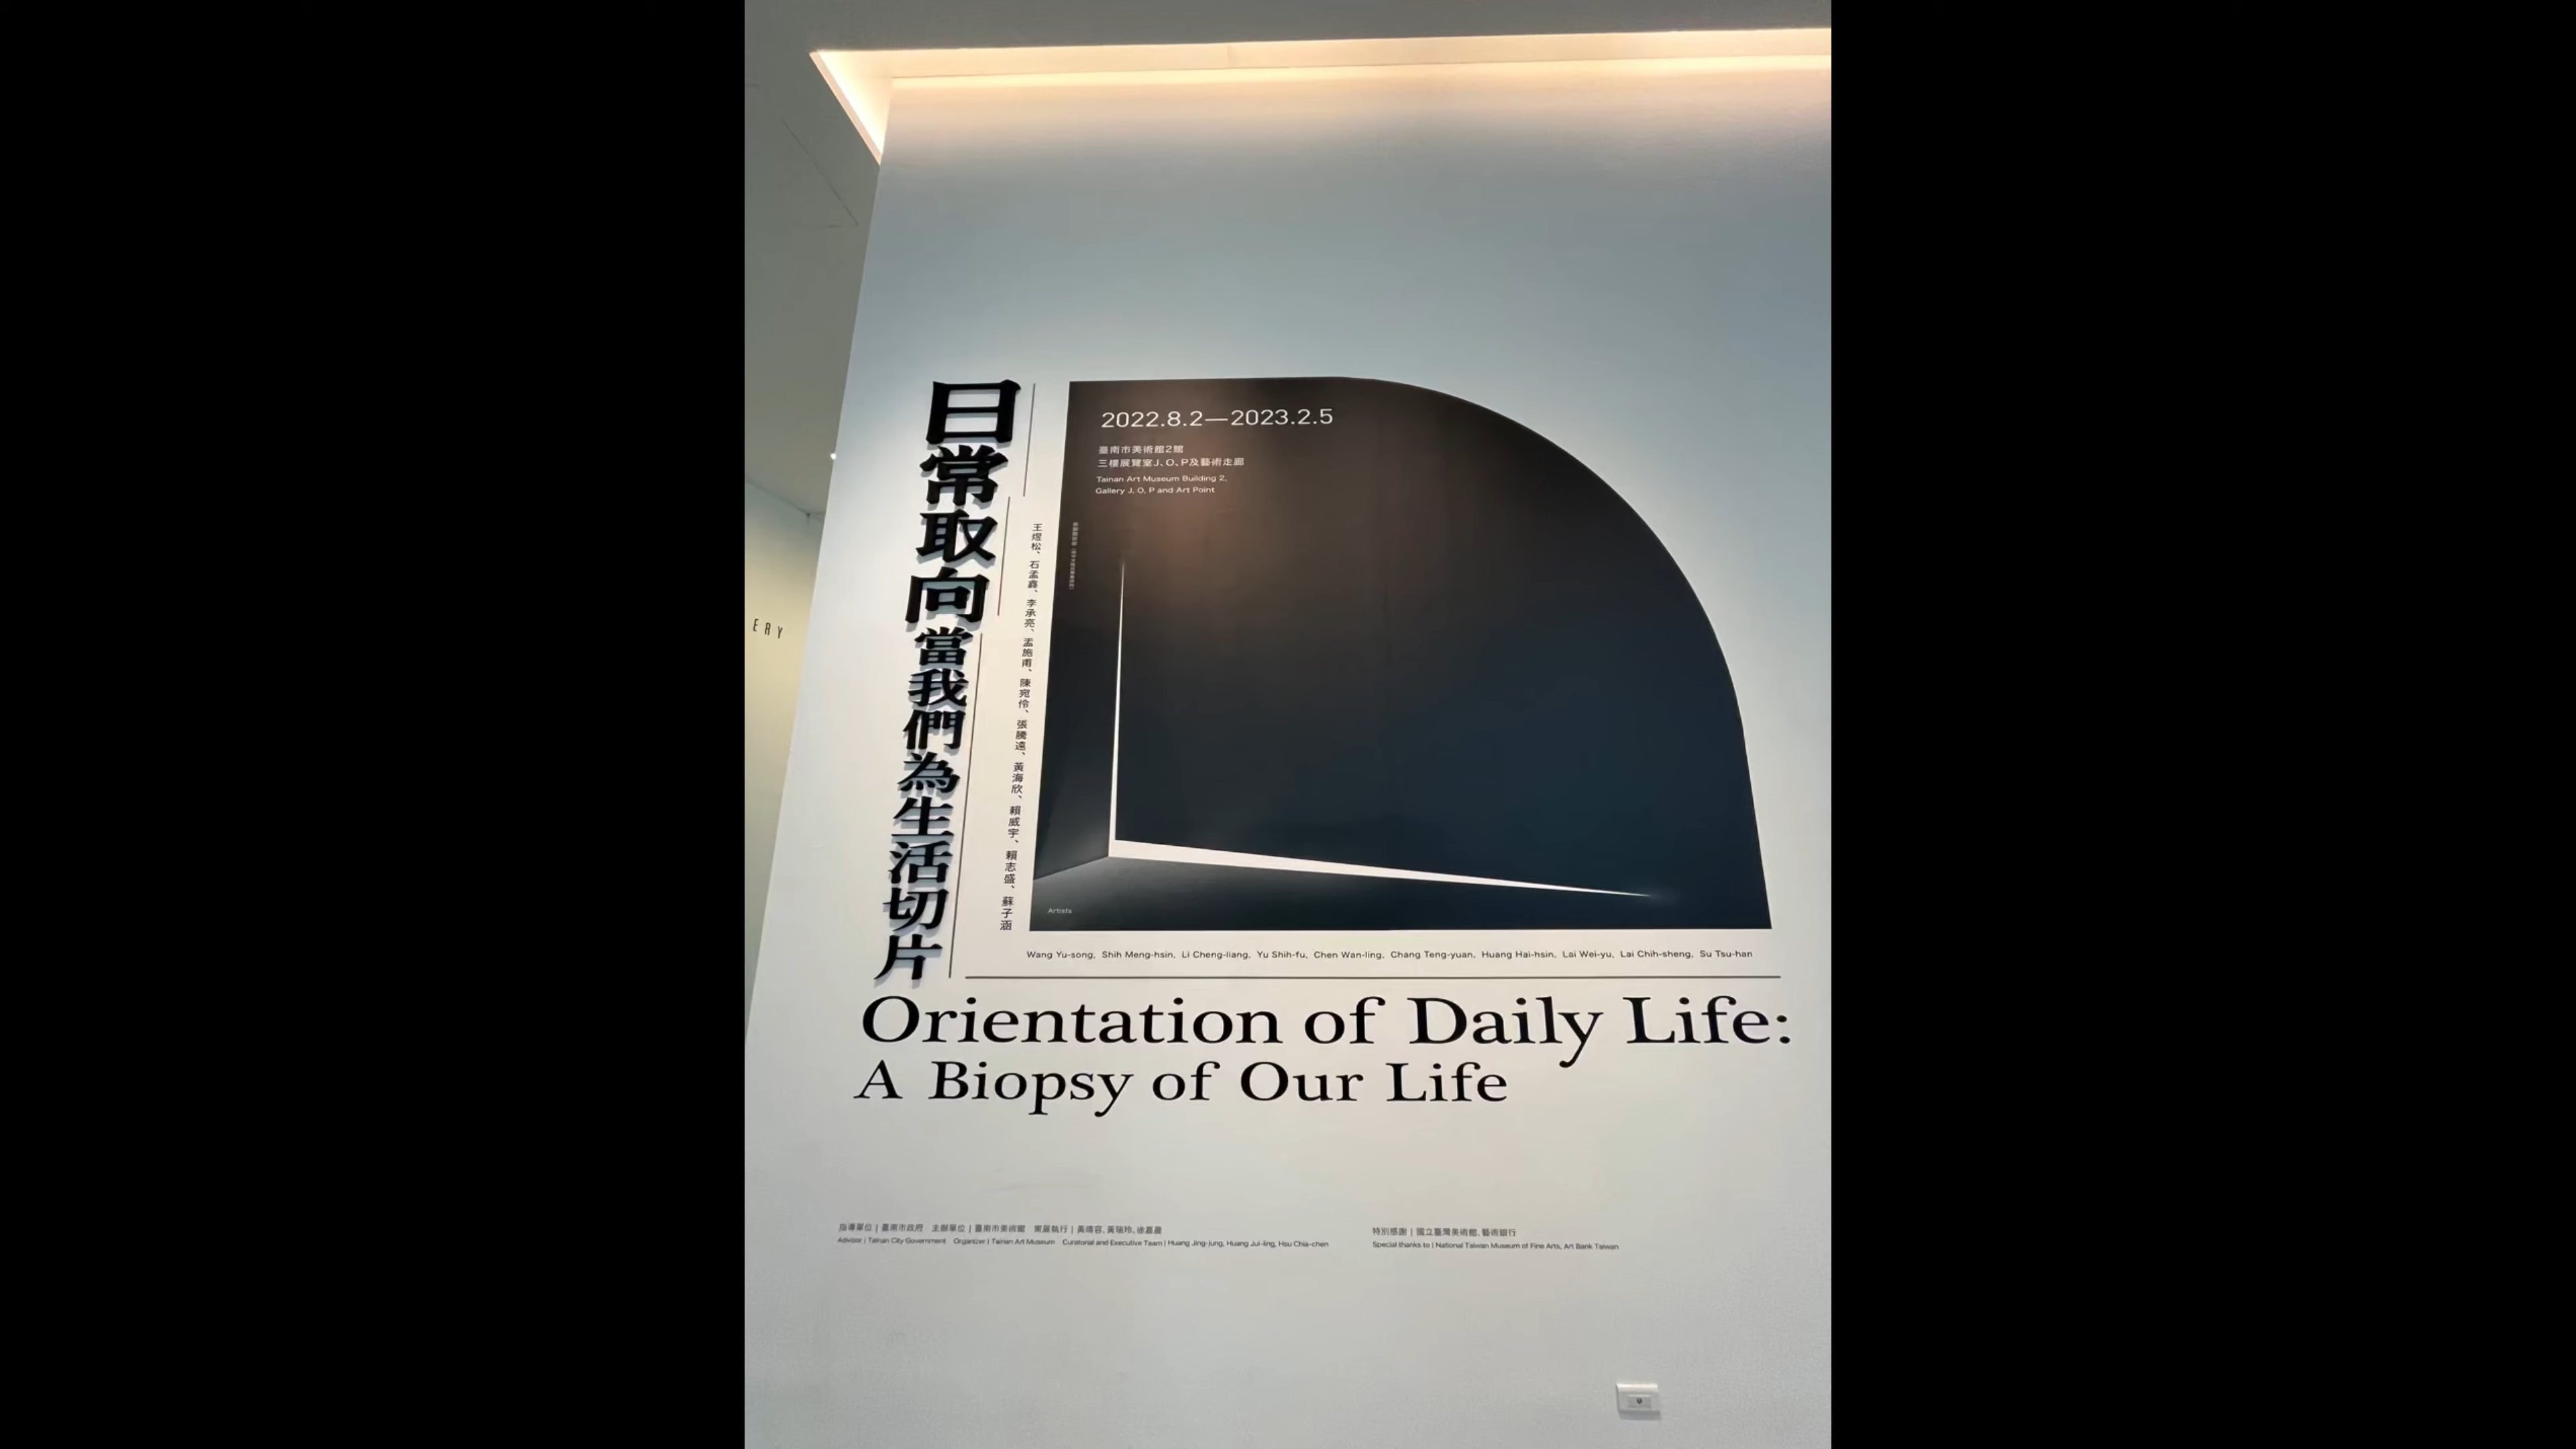 ERY
日常取向
當我們為生活切片
2022.8.2—2023.2.5
臺南市美術館2館
三樓展覽室J、O、P及藝術走廊
Tainan Art Museum Building 2,
Gallery J, O, P and Art Point
王煜松、石孟鑫、李承亮、盂施甫、陳宛伶、張騰遠、黃海欣、賴威宇、賴志盛、蘇子涵
Artists
Wang Yu-song, Shih Meng-hsin, Li Cheng-liang, Yu Shih-fu, Chen Wan-ling, Chang Teng-yuan, Huang Hai-hsin, Lai Wei-yu, Lai Chih-sheng, Su Tsu-han
Orientation of Daily Life:
A Biopsy of Our Life
指導單位 | 臺南市政府 主辦單位 | 臺南市美術館 策展執行 | 黃靖容、黃瑞玲、徐嘉晨
Advisor | Tainan City Government Organizer | Tainan Art Museum Curatorial and Executive Team | Huang Jing-jung, Huang Jui-ling, Hsu Chia-chen
特別感謝 | 國立臺灣美術館、藝術銀行
Special thanks to | National Taiwan Museum of Fine Arts, Art Bank Taiwan